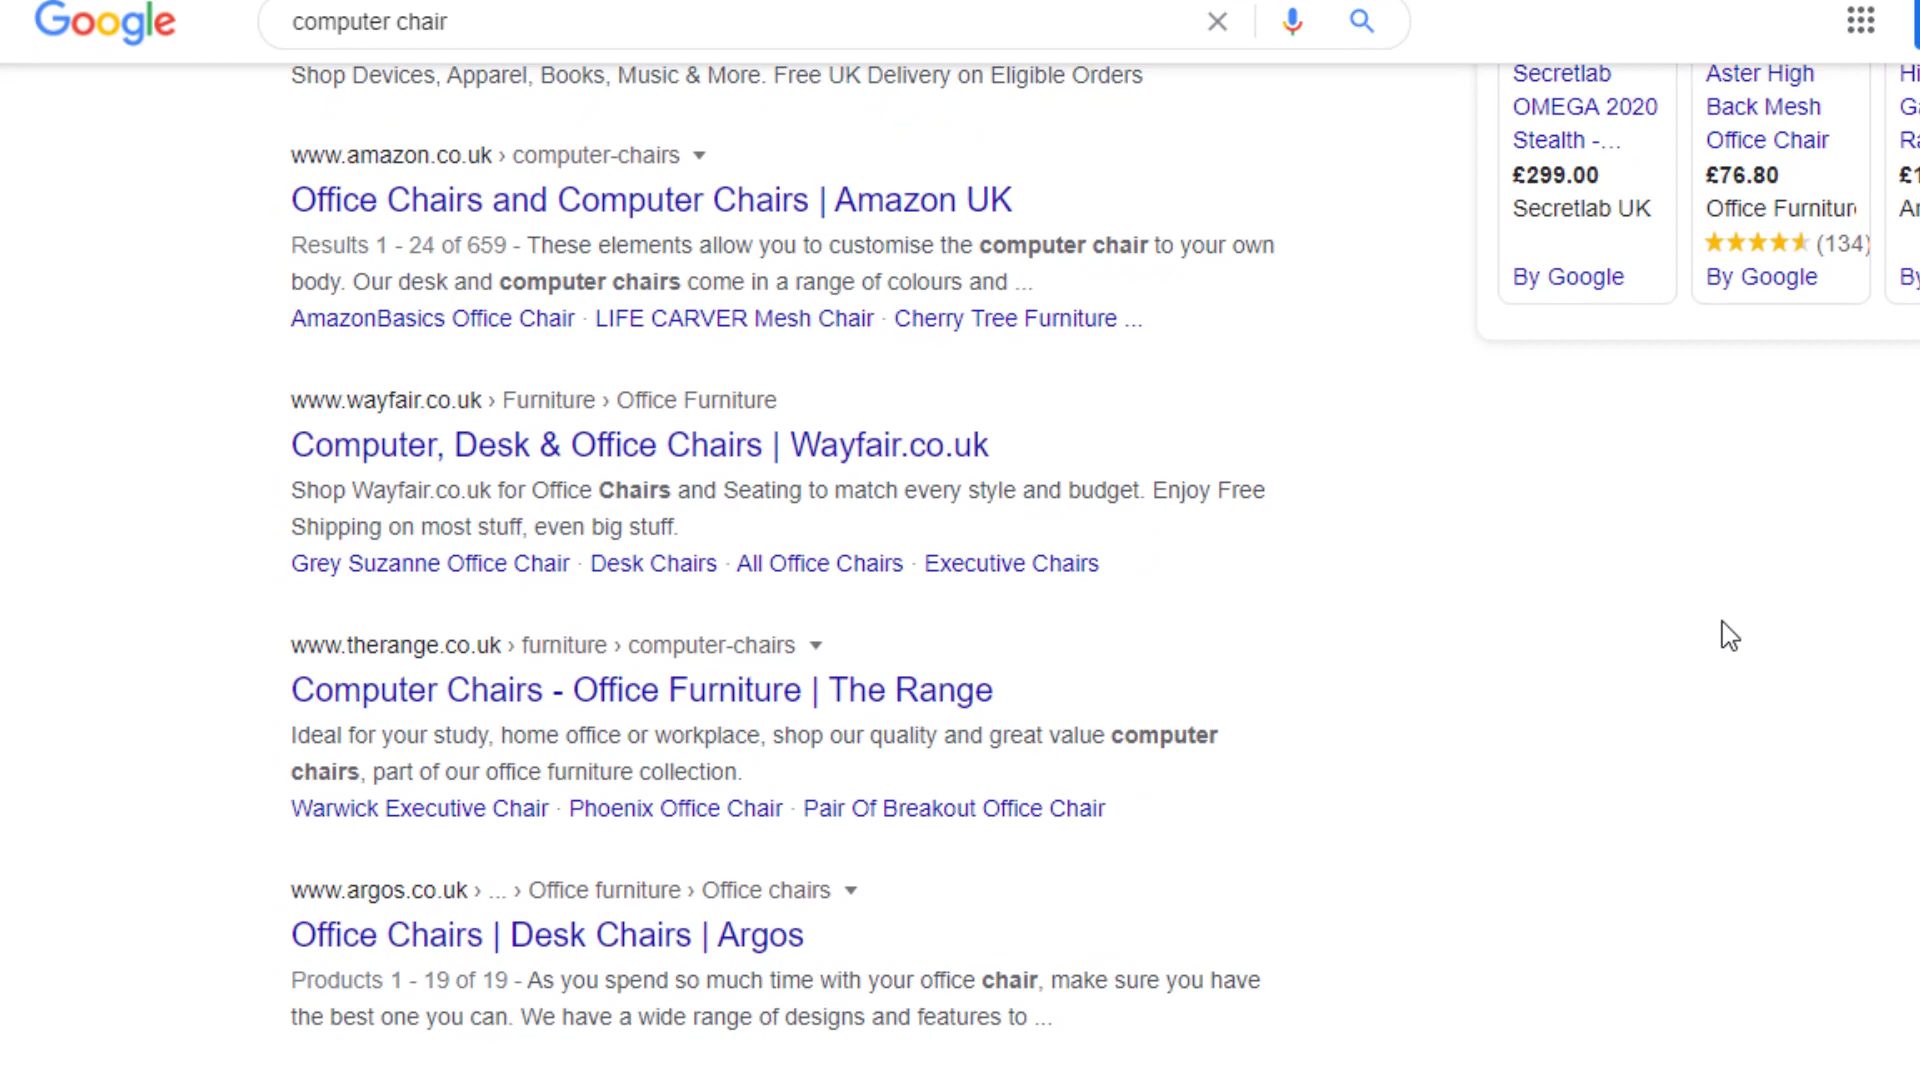 Google
computer chair
Shop Devices, Apparel, Books, Music & More. Free UK Delivery on Eligible Orders
www.amazon.co.uk › computer-chairs
Office Chairs and Computer Chairs | Amazon UK
Results 1 - 24 of 659 - These elements allow you to customise the computer chair to your own
body. Our desk and computer chairs come in a range of colours and ...
AmazonBasics Office Chair · LIFE CARVER Mesh Chair · Cherry Tree Furniture ...
www.wayfair.co.uk › Furniture › Office Furniture
Computer, Desk & Office Chairs | Wayfair.co.uk
Shop Wayfair.co.uk for Office Chairs and Seating to match every style and budget. Enjoy Free
Shipping on most stuff, even big stuff.
Grey Suzanne Office Chair · Desk Chairs · All Office Chairs · Executive Chairs
www.therange.co.uk › furniture › computer-chairs
Computer Chairs - Office Furniture | The Range
Ideal for your study, home office or workplace, shop our quality and great value computer
chairs, part of our office furniture collection.
Warwick Executive Chair · Phoenix Office Chair · Pair Of Breakout Office Chair
www.argos.co.uk › ... › Office furniture › Office chairs
Office Chairs | Desk Chairs | Argos
Products 1 - 19 of 19 - As you spend so much time with your office chair, make sure you have
the best one you can. We have a wide range of designs and features to ...
Secretlab
OMEGA 2020
Stealth -...
£299.00
Secretlab UK
By Google
Aster High
Back Mesh
Office Chair
£76.80
Office Furniture
(134)
By Google
By